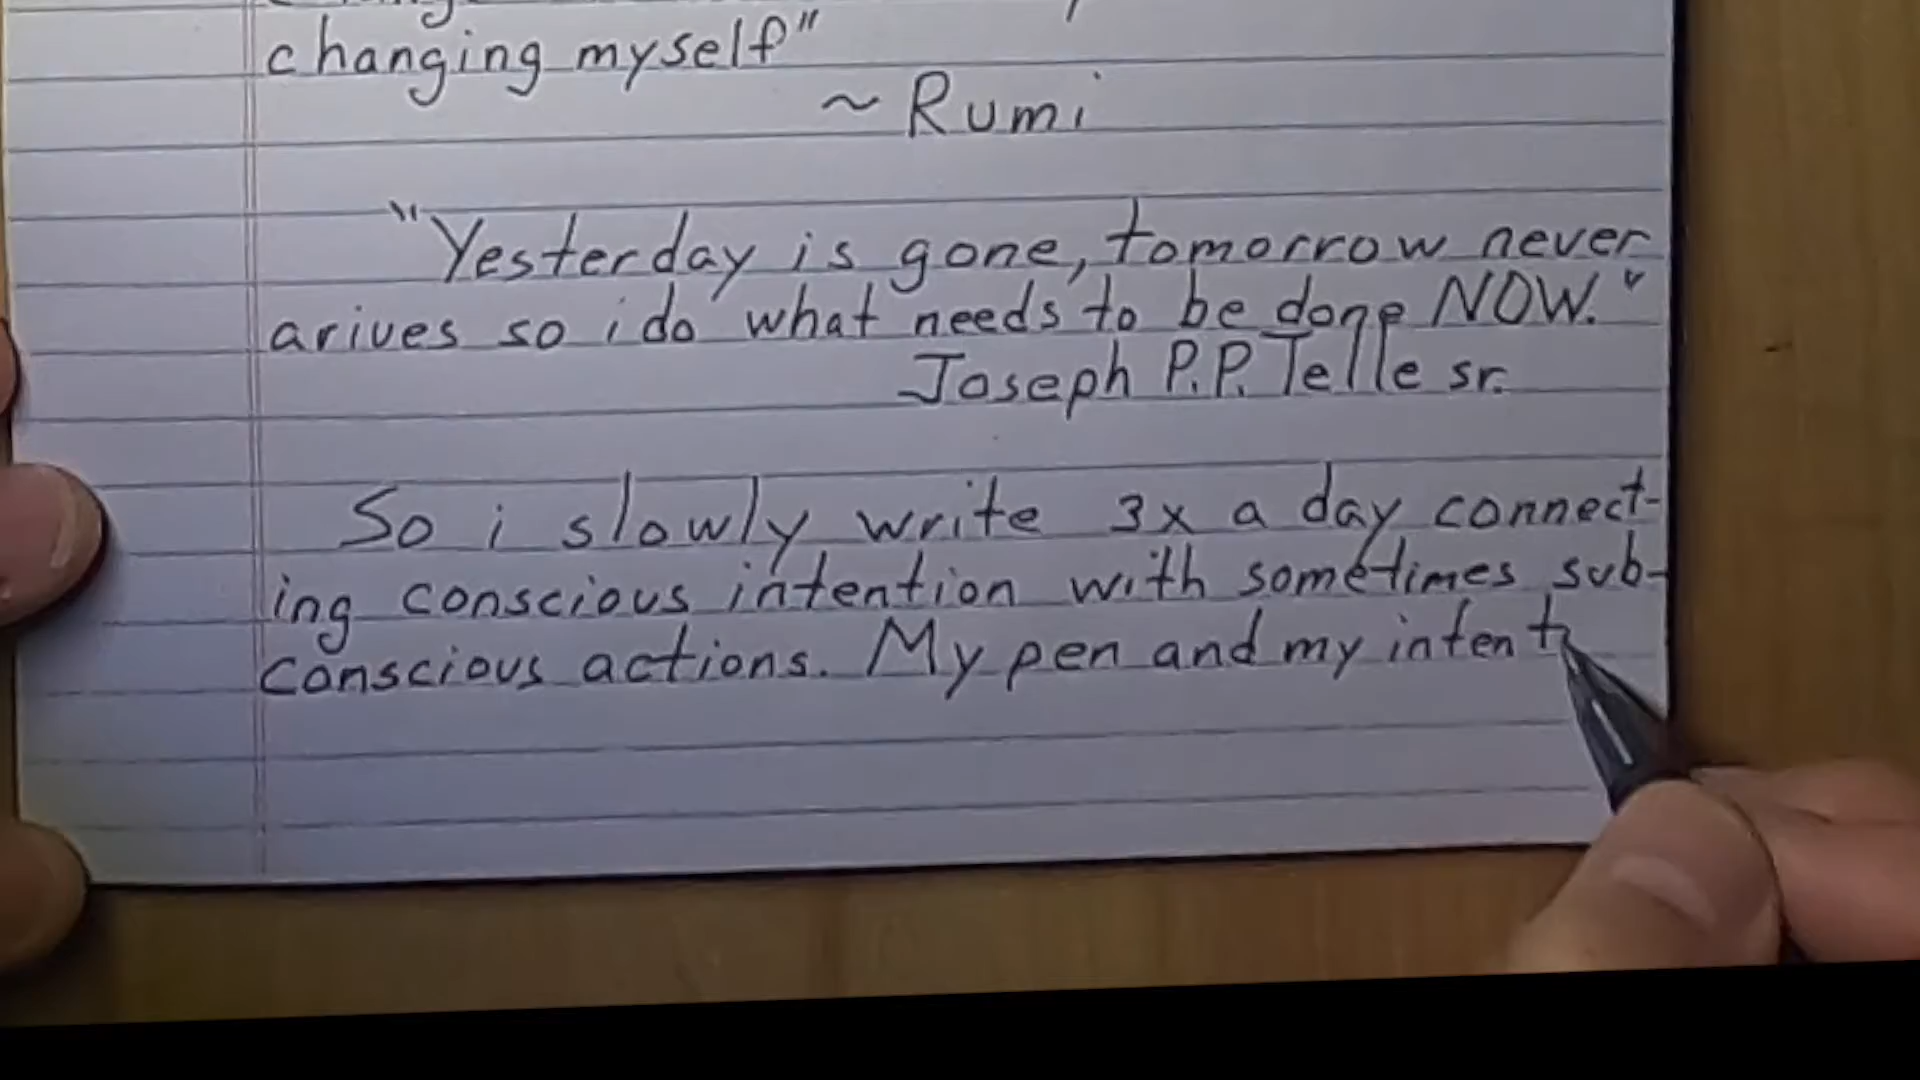 changing myself"
~ Rumi
"Yesterday is gone, tomorrow never
arives so i do what needs to be done NOW."
Joseph P.P. Telle sr.
So i slowly write 3x a day connect-
ing conscious intention with sometimes sub-
conscious actions. My pen and my intent